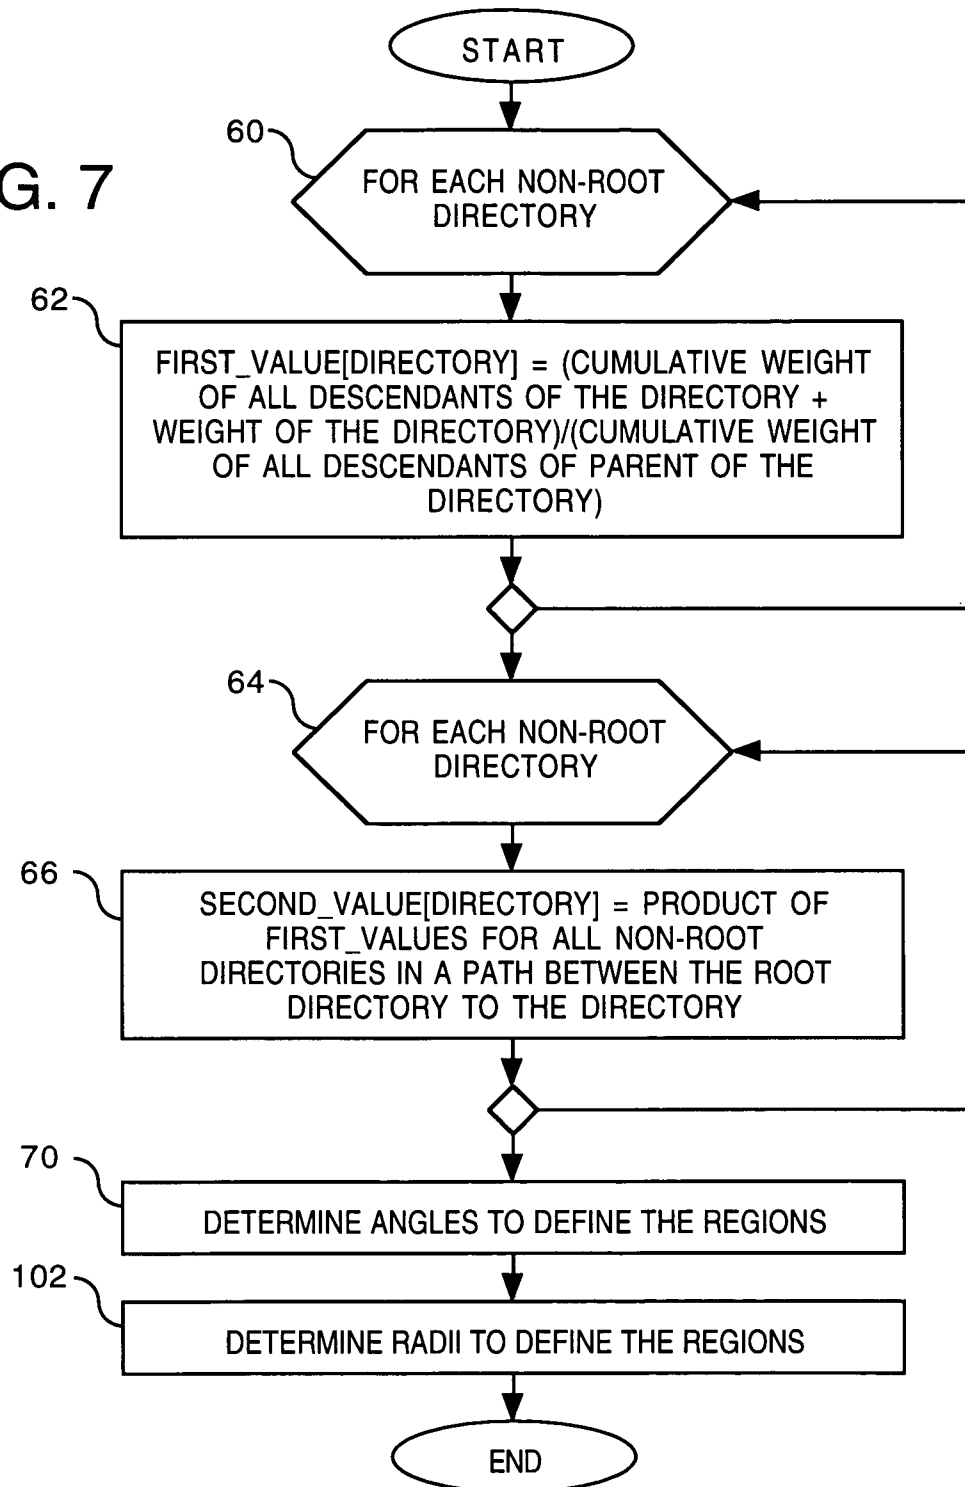 START
60
G. 7
FOR EACH NON-ROOT
DIRECTORY
62
FIRST_VALUE[DIRECTORY] = (CUMULATIVE WEIGHT
OF ALL DESCENDANTS OF THE DIRECTORY +
WEIGHT OF THE DIRECTORY)/(CUMULATIVE WEIGHT
OF ALL DESCENDANTS OF PARENT OF THE
DIRECTORY)
64
FOR EACH NON-ROOT
DIRECTORY
66
SECOND_VALUE[DIRECTORY] = PRODUCT OF
FIRST_VALUES FOR ALL NON-ROOT
DIRECTORIES IN A PATH BETWEEN THE ROOT
DIRECTORY TO THE DIRECTORY
70
DETERMINE ANGLES TO DEFINE THE REGIONS
102
DETERMINE RADII TO DEFINE THE REGIONS
END